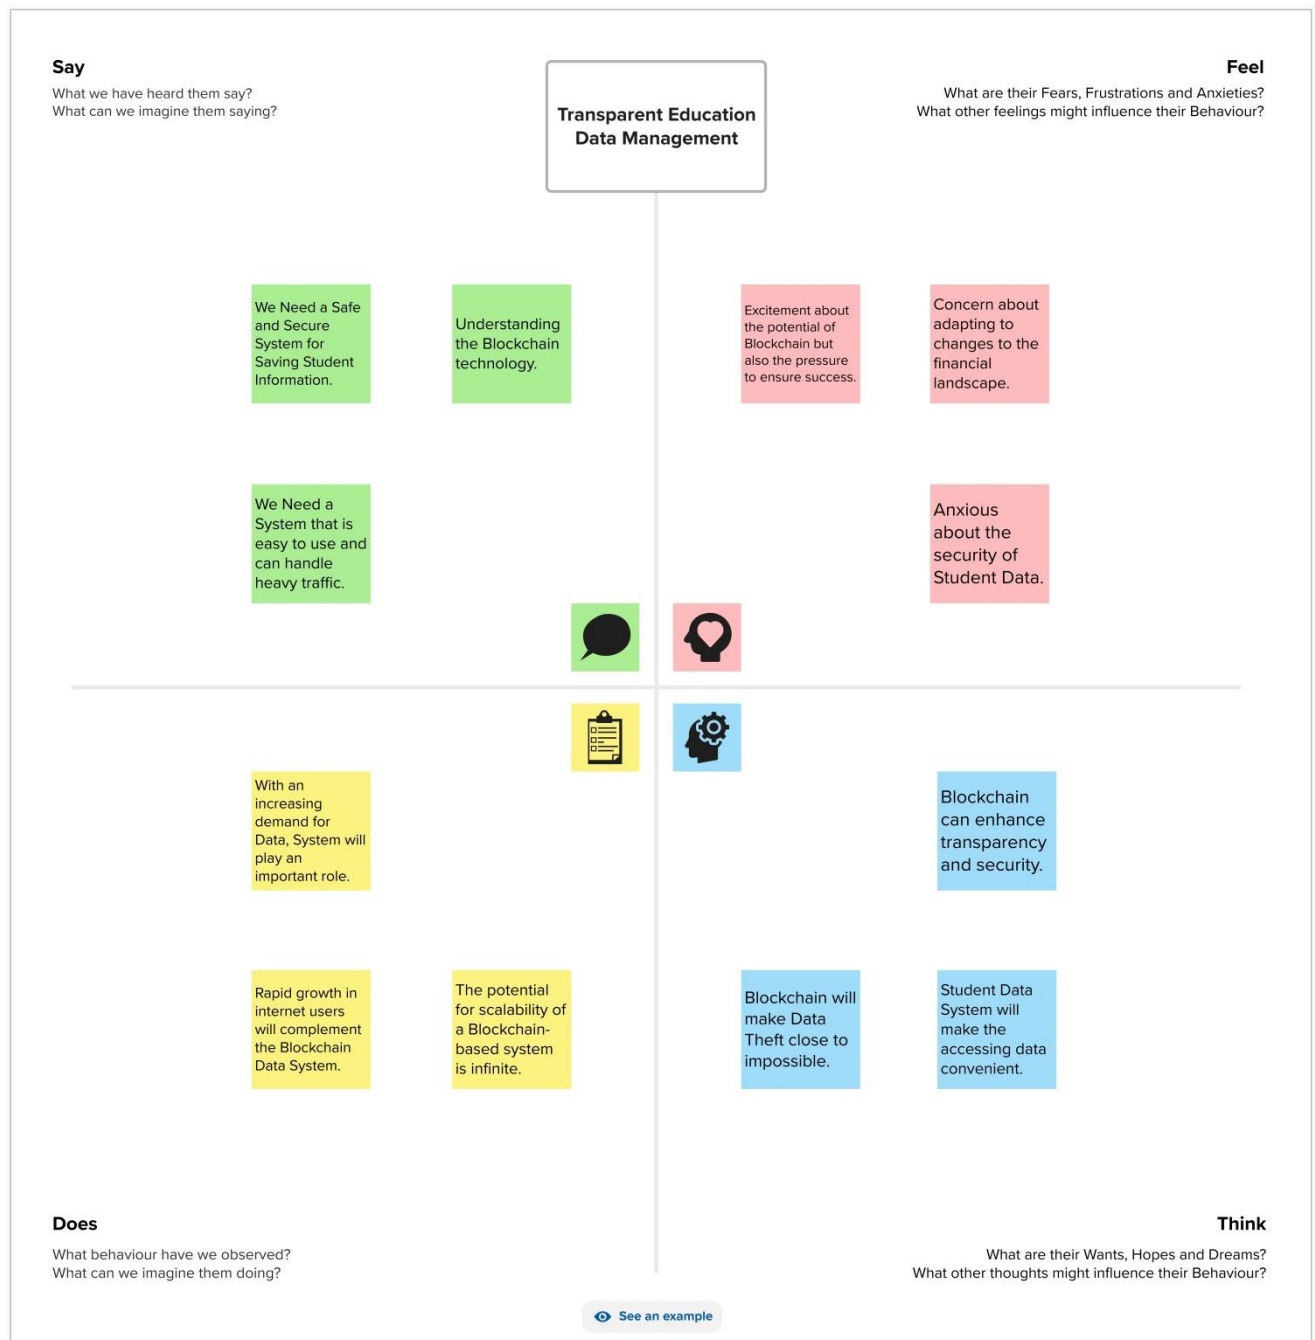 Say
What we have heard them say?
What can we imagine them saying?
Transparent Education
Data Management
Feel
What are their Fears, Frustrations and Anxieties?
What other feelings might influence their Behaviour?
We Need a Safe
and Secure
System for
Saving Student
Information.
Understanding
the Blockchain
technology.
Excitement about
the potential of
Blockchain but
also the pressure
to ensure success.
Concern about
adapting to
changes to the
financial
landscape.
We Need a
System that is
easy to use and
can handle
heavy traffic.
Anxious
about the
security of
Student Data.
With an
increasing
demand for
Data, System will
play an
important role.
Blockchain
can enhance
transparency
and security.
Rapid growth in
internet users
will complement
the Blockchain
Data System.
The potential
for scalability of
a Blockchain-
based system
is infinite.
Blockchain will
make Data
Theft close to
impossible.
Student Data
System will
make the
accessing data
convenient.
Does
What behaviour have we observed?
What can we imagine them doing?
Think
What are their Wants, Hopes and Dreams?
What other thoughts might influence their Behaviour?
See an example